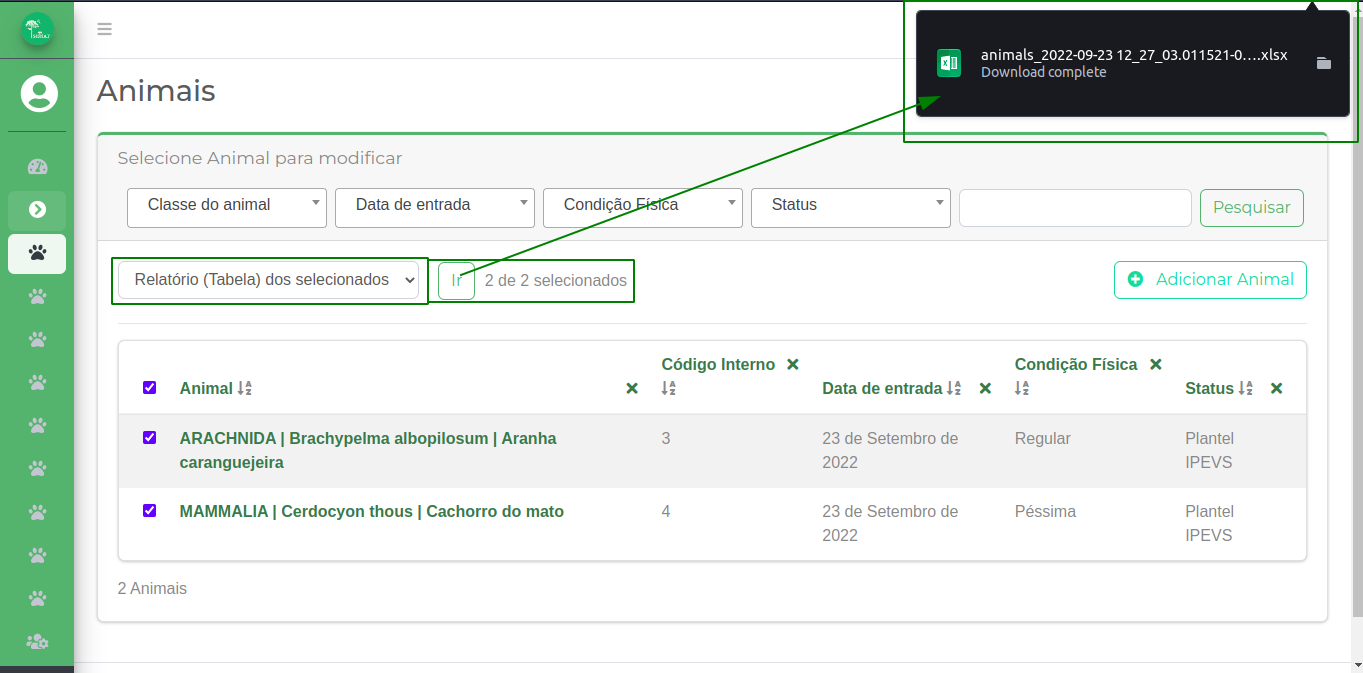 animals_2022-09-23 12_27_03.011521-0....xlsx
Download complete
Animais
Selecione Animal para modificar
Classe do animal Data de entrada Condição Física Status Pesquisar
Relatório (Tabela) dos selecionados Ir 2 de 2 selecionados Adicionar Animal
Código Interno Condição Física
Animal Data de entrada Status
ARACHNIDA | Brachypelma albopilosum | Aranha 3 23 de Setembro de Regular Plantel
caranguejeira 2022 IPEVS
MAMMALIA | Cerdocyon thous | Cachorro do mato 4 23 de Setembro de Péssima Plantel
2022 IPEVS
2 Animais